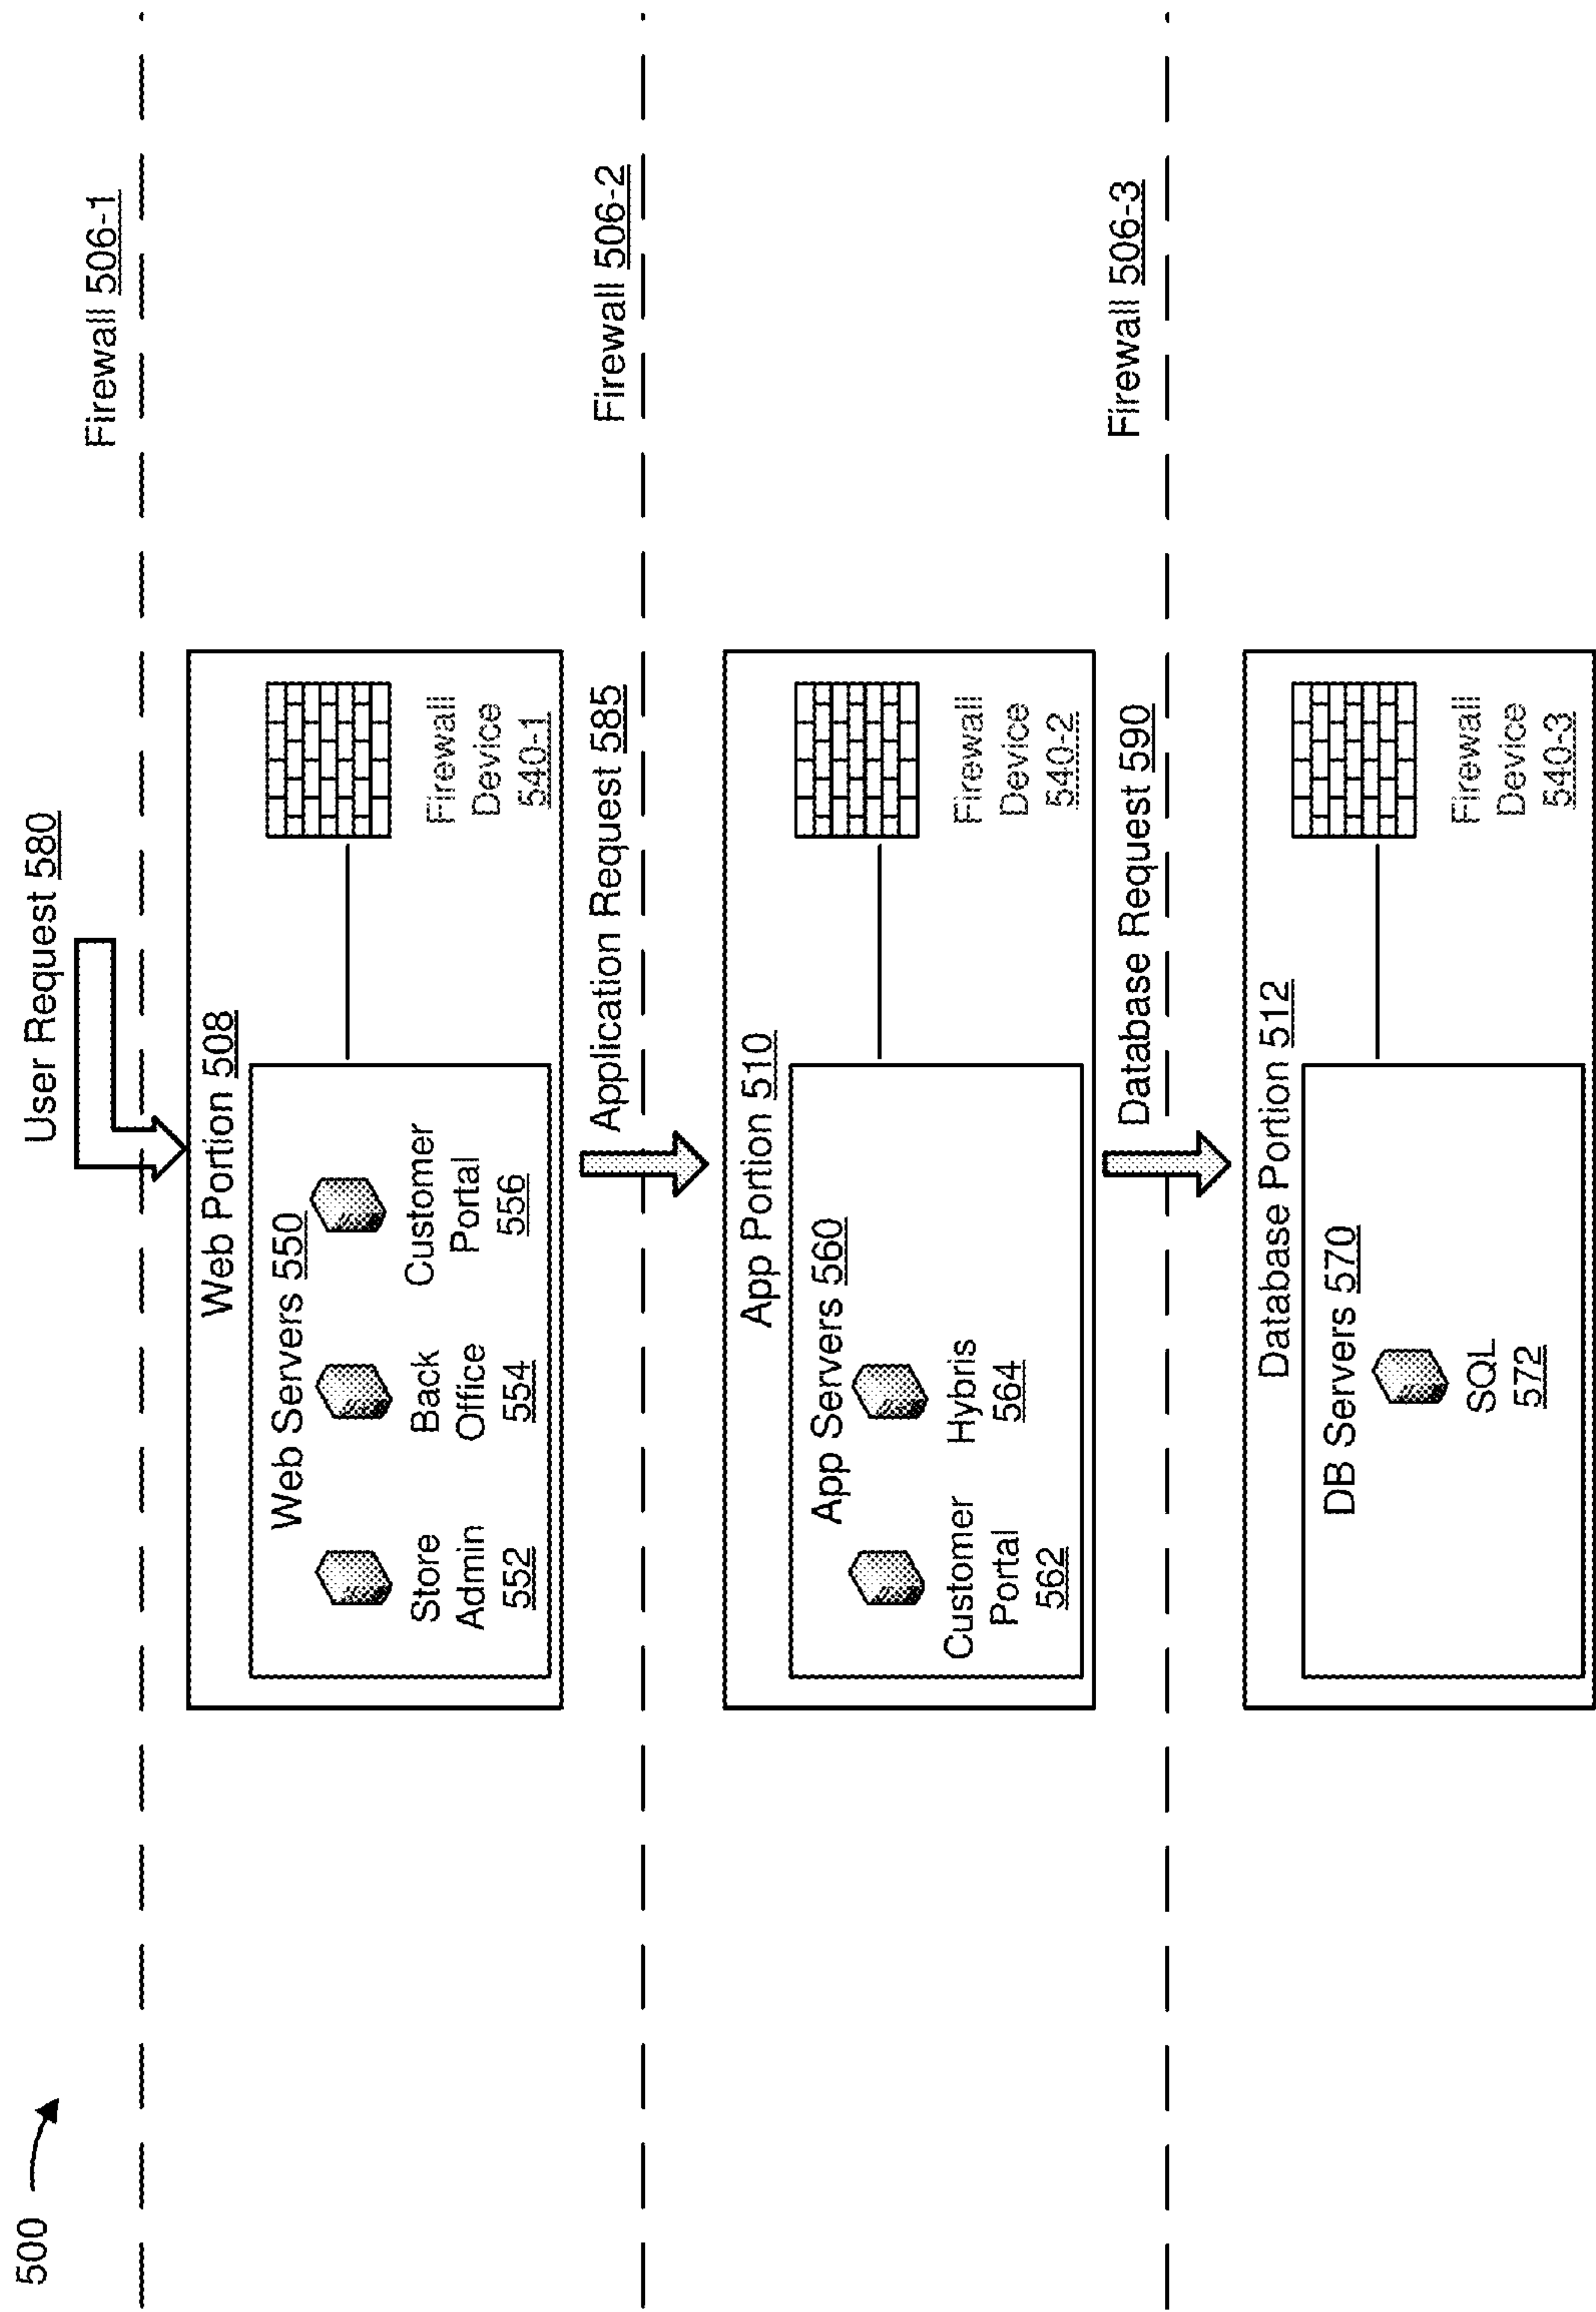 500
User Request 580
Firewall 506-1
Web Portion 508
Web Servers 550
Store
Admin
552
Back
Office
554
Customer
Portal
556
Firewall
Device
540-1
Application Request 585
Firewall 506-2
App Portion 510
App Servers 560
Customer
Portal
562
Hybris
564
Firewall
Device
540-2
Database Request 590
Firewall 506-3
Database Portion 512
DB Servers 570
SQL
572
Firewall
Device
540-3